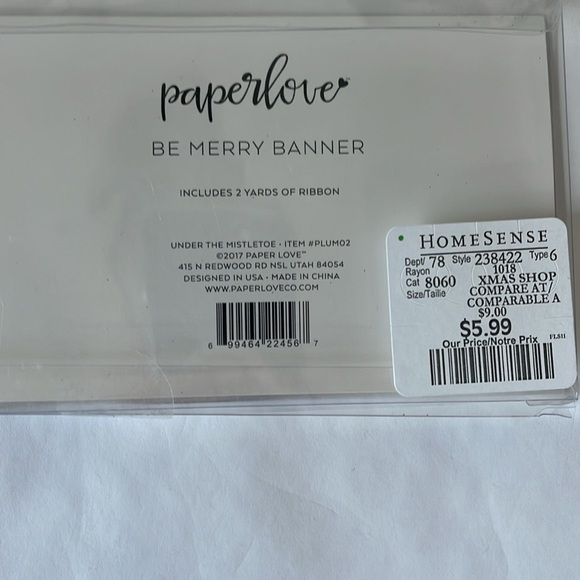 paperlove™
BE MERRY BANNER
INCLUDES 2 YARDS OF RIBBON
UNDER THE MISTLETOE • ITEM #PLUM02
©2017 PAPER LOVE™
415 N REDWOOD RD NSL UTAH 84054
DESIGNED IN USA • MADE IN CHINA
WWW.PAPERLOVECO.COM
6 99464 22456 7
HOMESENSE
Dept/ 78 Style 238422 Type 6
Rayon 1018
Cat 8060 XMAS SHOP
Size/Taille COMPARE AT/
COMPARABLE A
$9.00
$5.99
Our Price/Notre Prix FLS11